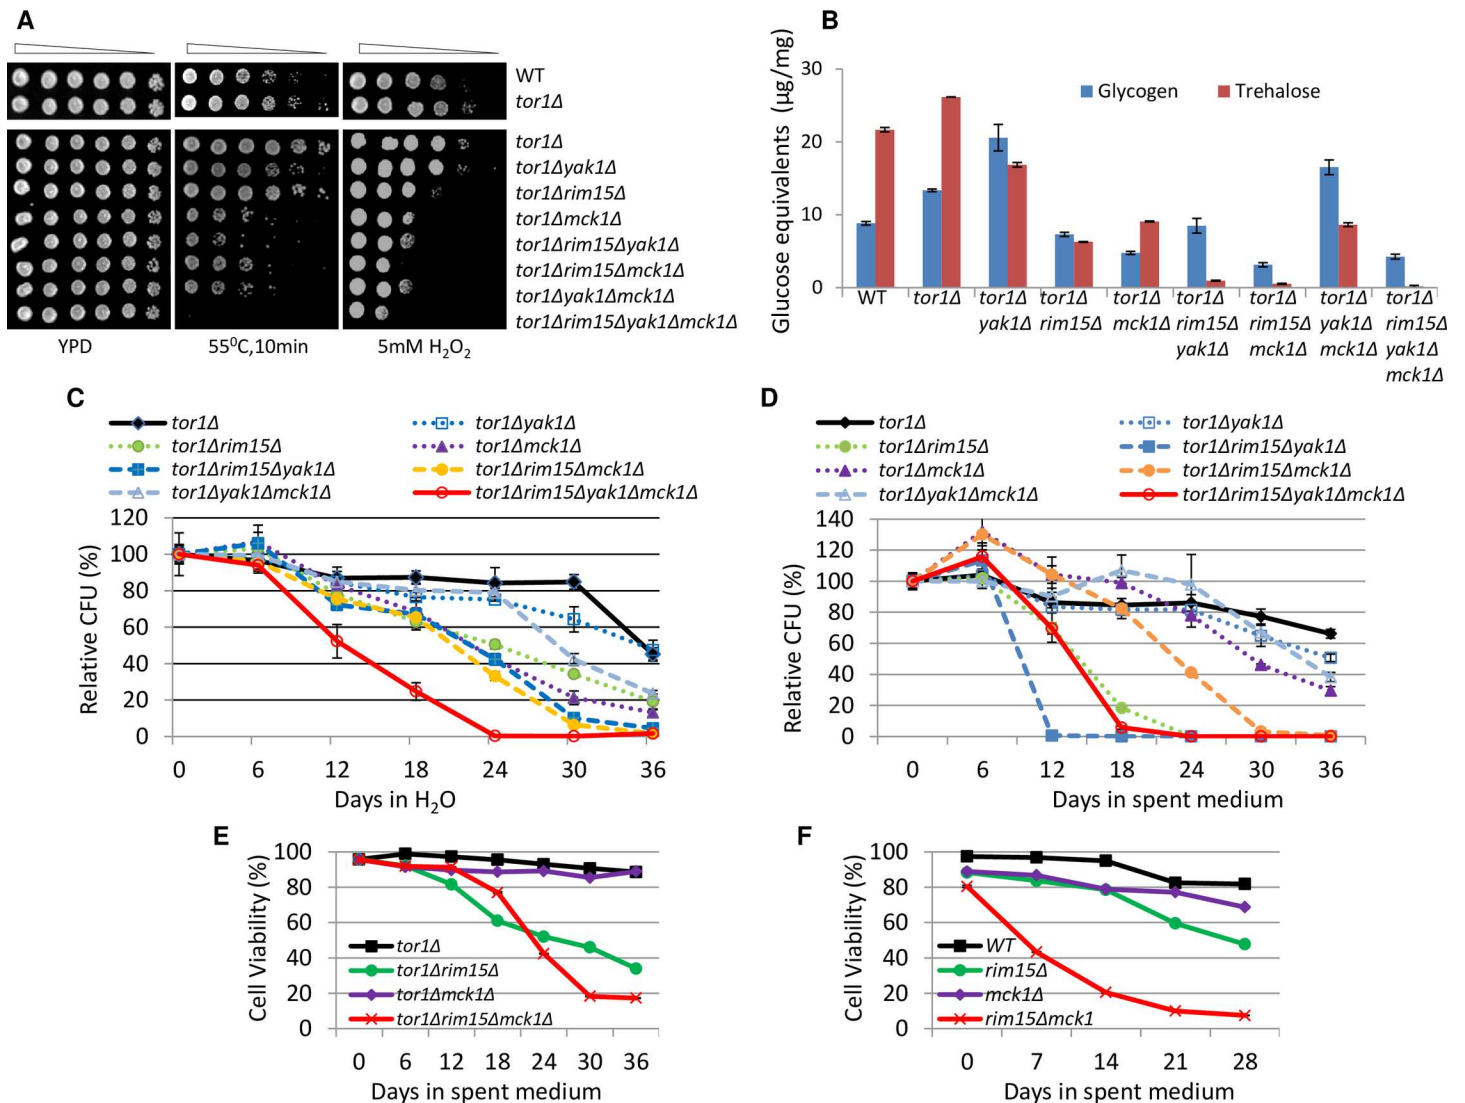 A
WT
tor1Δ
tor1Δ
tor1Δyak1Δ
tor1Δrim15Δ
tor1Δmck1Δ
tor1Δrim15Δyak1Δ
tor1Δrim15Δmck1Δ
tor1Δyak1Δmck1Δ
tor1Δrim15Δyak1Δmck1Δ
YPD 55⁰C,10min 5mM H₂O₂
B
Glucose equivalents (μg/mg)
30
20
10
0
Glycogen Trehalose
WT tor1Δ tor1Δ tor1Δ tor1Δ tor1Δ tor1Δ tor1Δ tor1Δ
yak1Δ rim15Δ mck1Δ rim15Δ rim15Δ yak1Δ rim15Δ
yak1Δ mck1Δ mck1Δ yak1Δ
mck1Δ
C
tor1Δ tor1Δyak1Δ
tor1Δrim15Δ tor1Δmck1Δ
tor1Δrim15Δyak1Δ tor1Δrim15Δmck1Δ
tor1Δyak1Δmck1Δ tor1Δrim15Δyak1Δmck1Δ
Relative CFU (%)
120
100
80
60
40
20
0
0 6 12 18 24 30 36
Days in H₂O
D
tor1Δ tor1Δyak1Δ
tor1Δrim15Δ tor1Δrim15Δyak1Δ
tor1Δmck1Δ tor1Δrim15Δmck1Δ
tor1Δyak1Δmck1Δ tor1Δrim15Δyak1Δmck1Δ
Relative CFU (%)
140
120
100
80
60
40
20
0
0 6 12 18 24 30 36
Days in spent medium
E
Cell Viability (%)
100
80
60
40
20
0
tor1Δ
tor1Δrim15Δ
tor1Δmck1Δ
tor1Δrim15Δmck1Δ
0 6 12 18 24 30 36
Days in spent medium
F
Cell Viability (%)
100
80
60
40
20
0
WT
rim15Δ
mck1Δ
rim15Δmck1
0 7 14 21 28
Days in spent medium